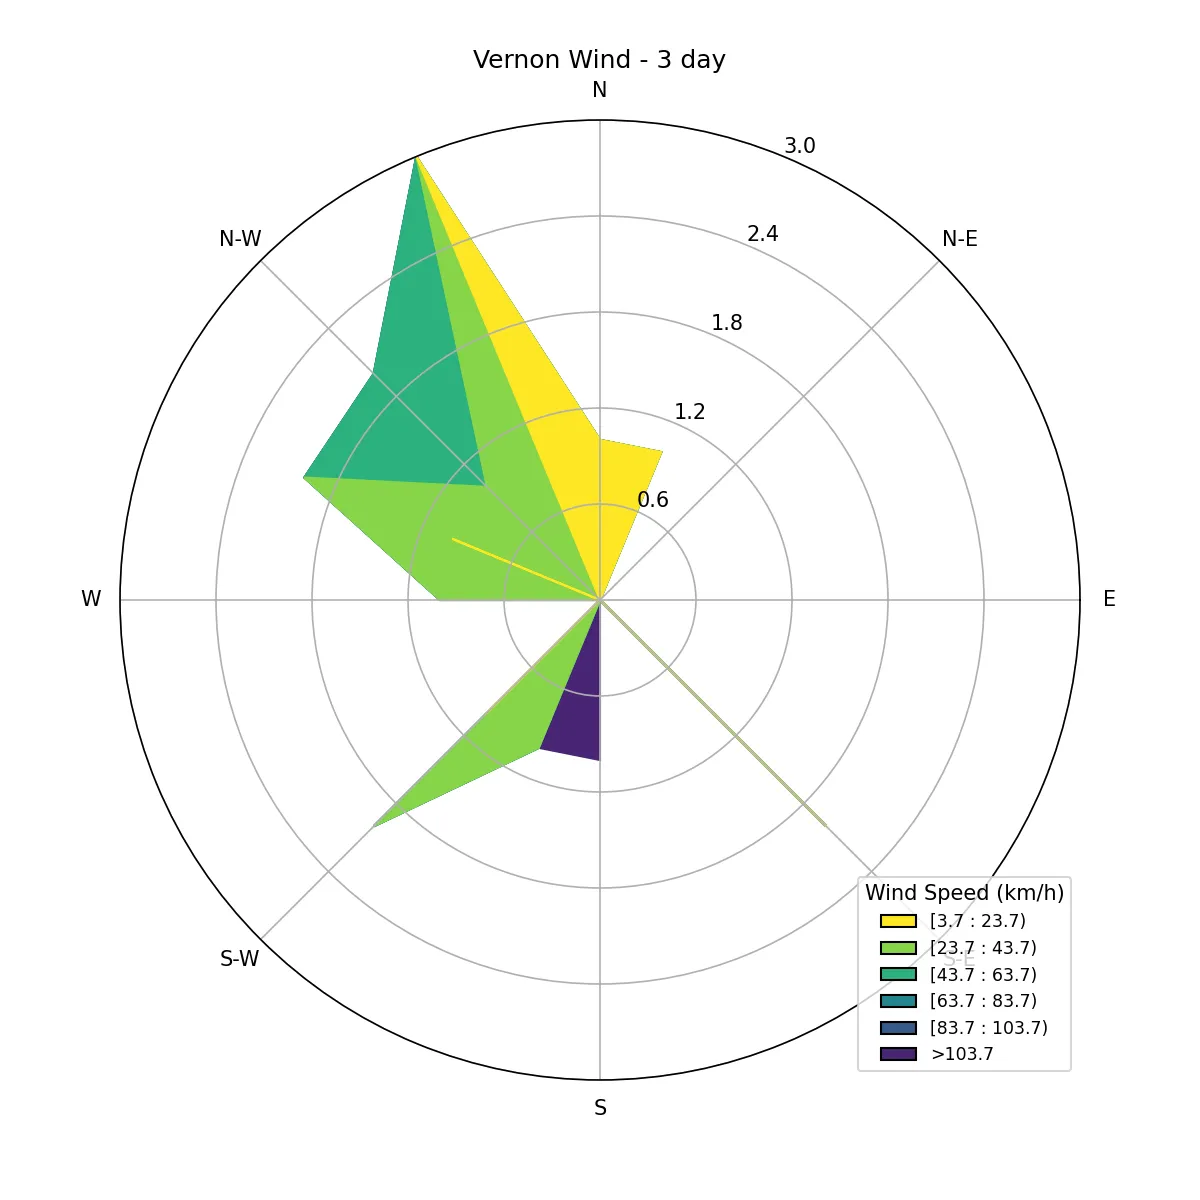 Vernon Wind - 3 day
N
3.0
2.4
N-W
N-E
1.8
1.2
0.6
W
E
Wind Speed (km/h)
[3.7 : 23.7)
[23.7 : 43.7)
S-W
S-E
[43.7 : 63.7)
[63.7 : 83.7)
[83.7 : 103.7)
>103.7
S